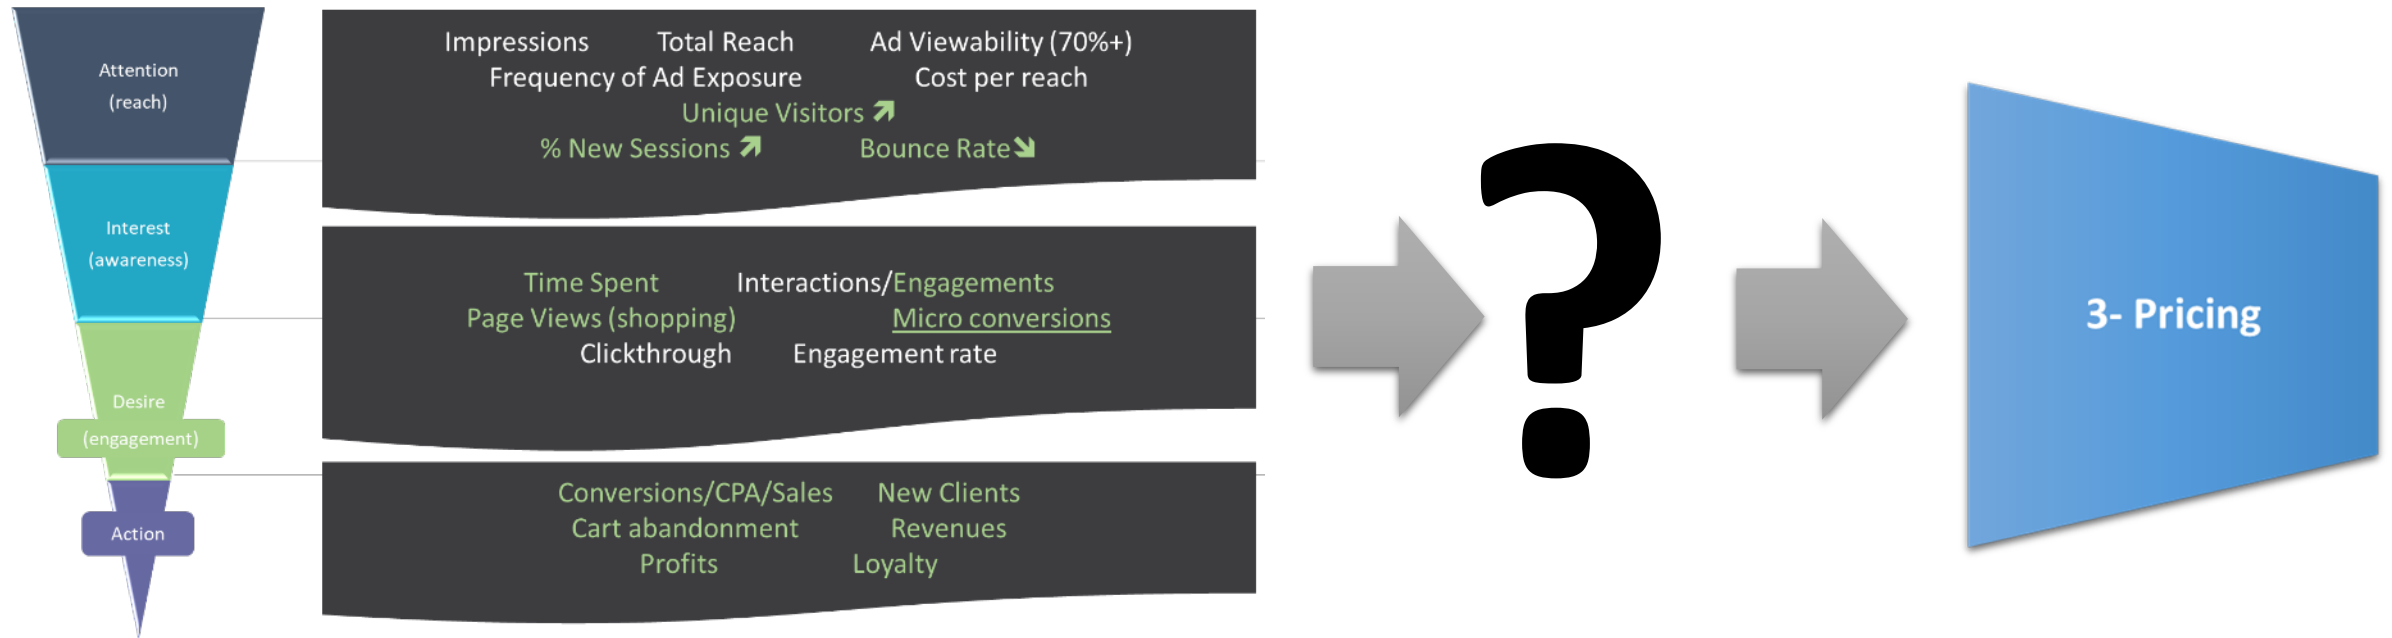 Attention
(reach)
Impressions Total Reach Ad Viewability (70%+)
Frequency of Ad Exposure Cost per reach
Unique Visitors
% New Sessions Bounce Rate
Interest
(awareness)
Time Spent Interactions/Engagements
Page Views (shopping) Micro conversions
Clickthrough Engagement rate
Desire
(engagement)
Action
Conversions/CPA/Sales New Clients
Cart abandonment Revenues
Profits Loyalty
?
3- Pricing